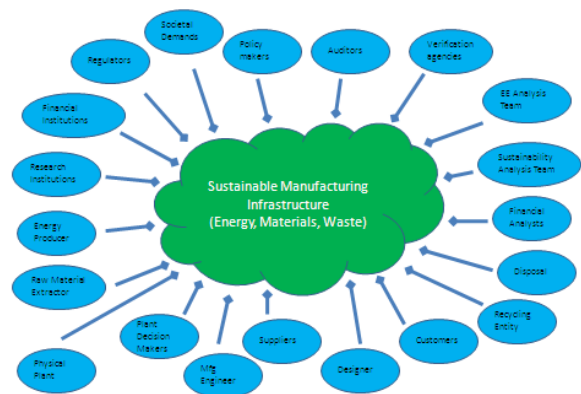 Societal
Demands
Policy
makers
Auditors
Verification
agencies
Regulators
EE Analysis
Team
Financial
Institutions
Sustainability
Analysis Team
Research
Institutions
Sustainable Manufacturing
Infrastructure
(Energy, Materials, Waste)
Financial
Analysts
Energy
Producer
Disposal
Raw Material
Extractor
Recycling
Entity
Physical
Plant
Plant
Decision
Makers
Mfg
Engineer
Suppliers
Designer
Customers